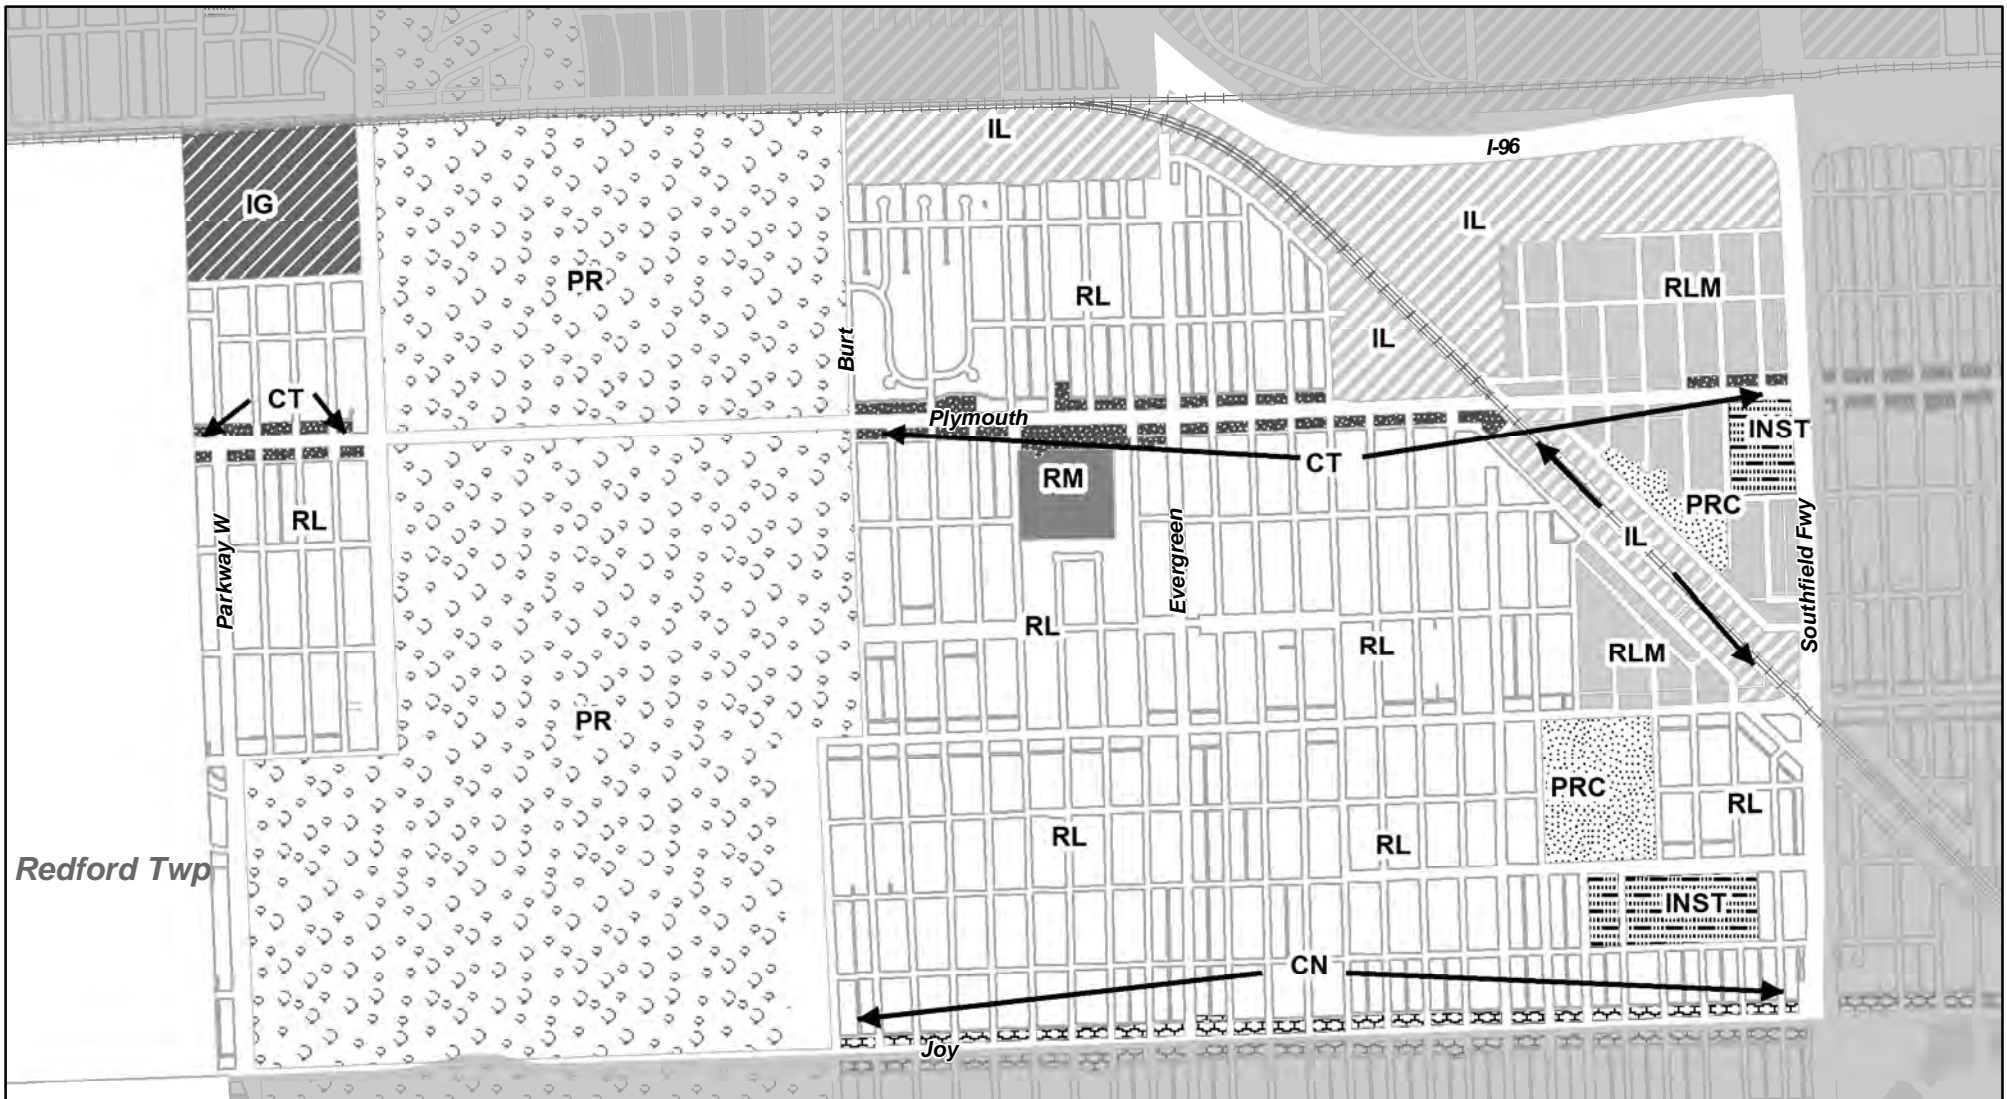 IL
I-96
IG
IL
PR
RL
RLM
IL
Burt
CT
Plymouth
INST
CT
RM
PRC
RL
Parkway W
Evergreen
IL
Southfield Fwy
RL
RL
RLM
PR
PRC
RL
RL
RL
Redford Twp
INST
CN
Joy